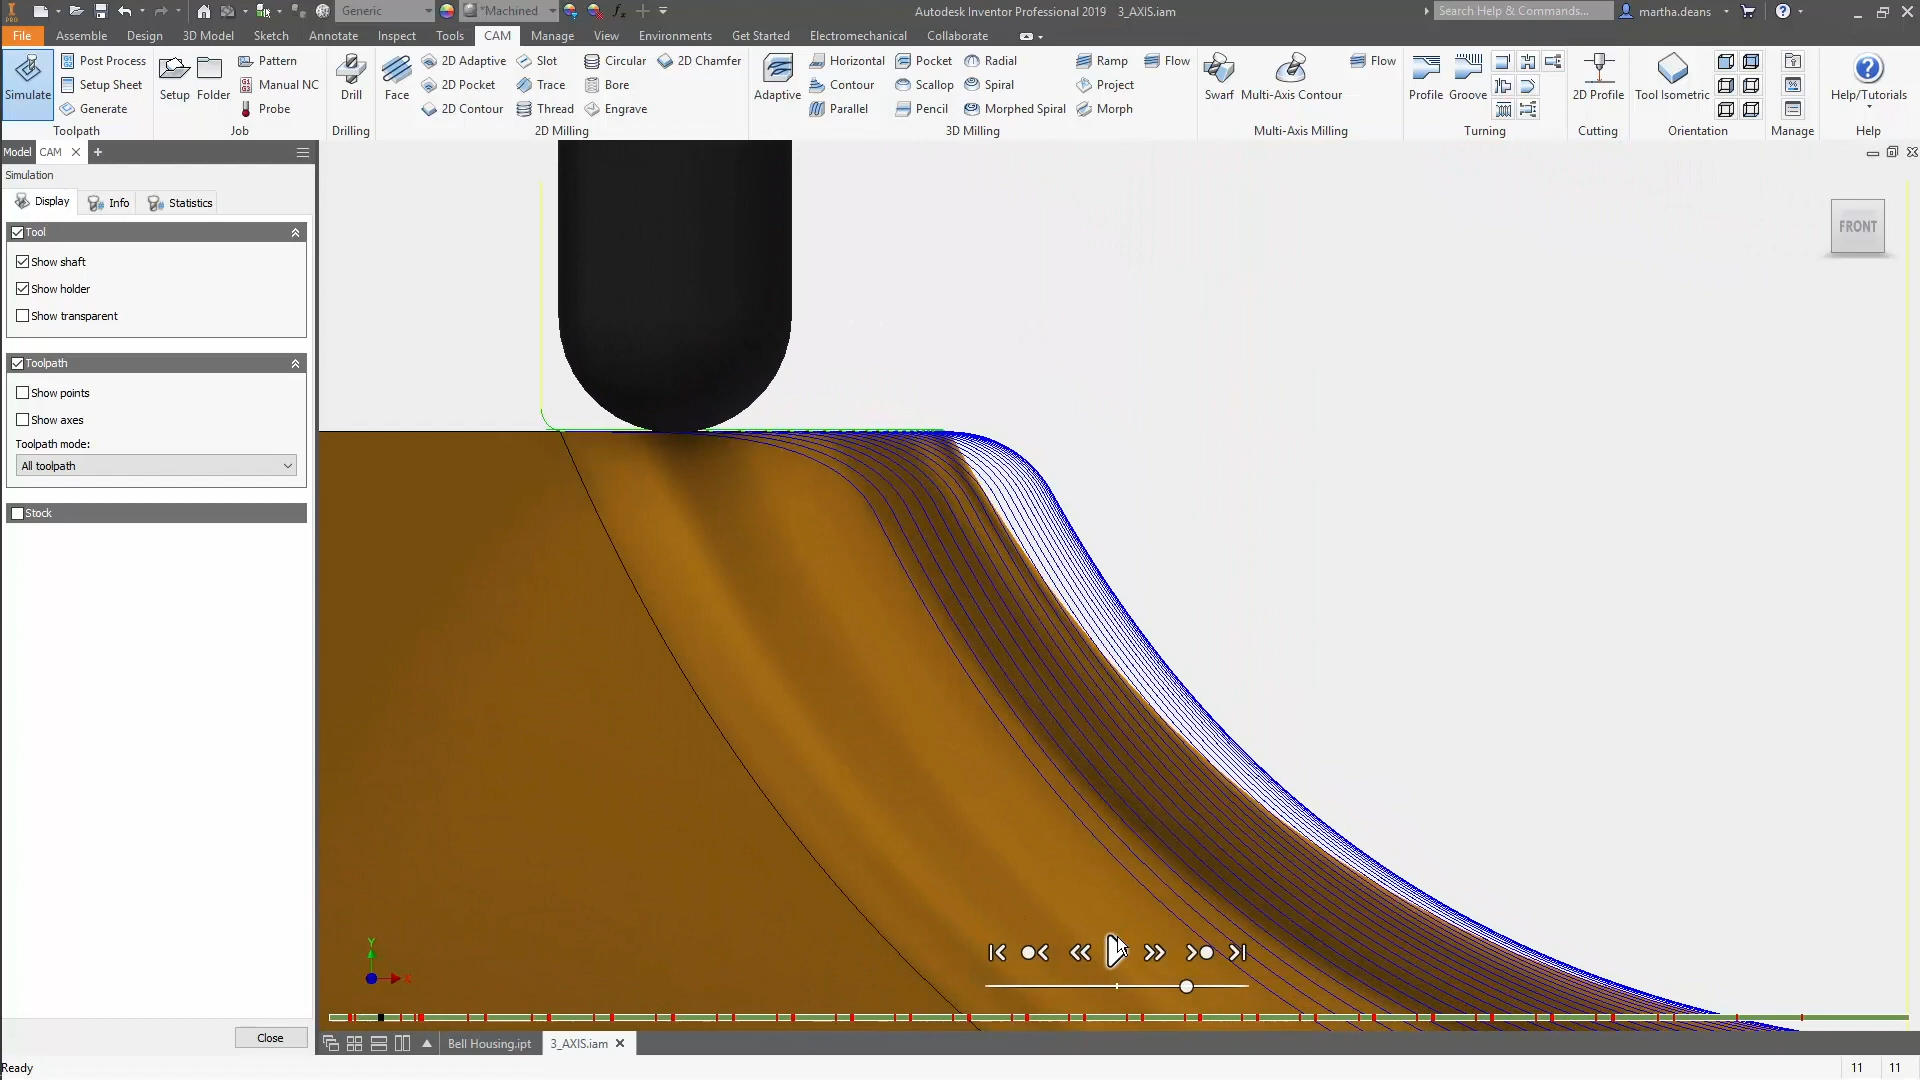 PRO
Generic
*Machined
fx
Autodesk Inventor Professional 2019 3_AXIS.iam
Search Help & Commands...
martha.deans
File
Assemble
Design
3D Model
Sketch
Annotate
Inspect
Tools
CAM
Manage
View
Environments
Get Started
Electromechanical
Collaborate
Simulate
Post Process
Setup Sheet
Generate
Toolpath
Setup
Folder
Pattern
Manual NC
Probe
Job
Drill
Drilling
Face
2D Adaptive
2D Pocket
2D Contour
Slot
Trace
Thread
Circular
Bore
Engrave
2D Chamfer
2D Milling
Adaptive
Horizontal
Contour
Parallel
Pocket
Scallop
Pencil
Radial
Spiral
Morphed Spiral
Ramp
Project
Morph
Flow
3D Milling
Swarf
Multi-Axis Contour
Flow
Multi-Axis Milling
Profile
Groove
Turning
2D Profile
Cutting
Tool Isometric
Orientation
Manage
Help/Tutorials
Help
Model
CAM
Simulation
Display
Info
Statistics
Tool
Show shaft
Show holder
Show transparent
Toolpath
Show points
Show axes
Toolpath mode:
All toolpath
Stock
Close
FRONT
Y
X
Bell Housing.ipt
3_AXIS.iam
Ready
11
11